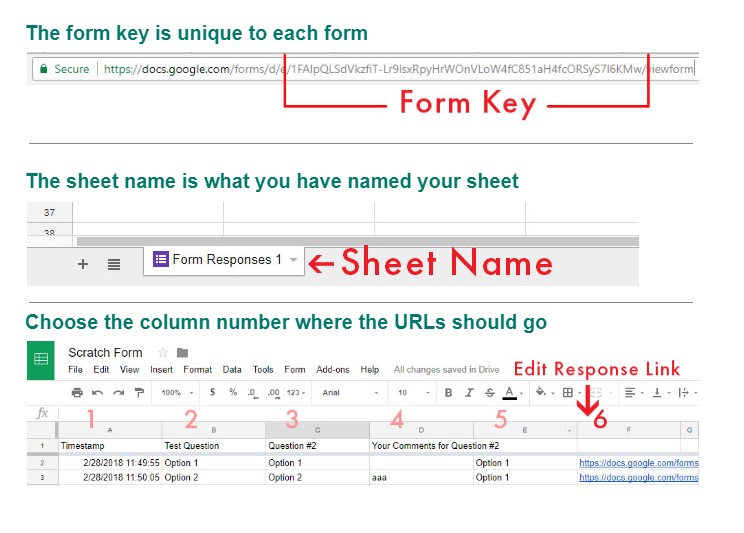 The form key is unique to each form
Secure | https://docs.google.com/forms/d/e/1FAIpQLSdVkzfiT-Lr9IsxRpyHrWOnVLoW4fC851aH4fcORSyS7I6KMw/viewform
Form Key
The sheet name is what you have named your sheet
37
38
+ Form Responses 1
←Sheet Name
Choose the column number where the URLs should go
Scratch Form
File Edit View Insert Format Data Tools Form Add-ons Help All changes saved in Drive
Edit Response Link
100% $ % .0 .00 123 Arial 10 B I S A
fx
1 2 3 4 5 6
A B C D E F G
1 Timestamp Test Question Question #2 Your Comments for Question #2
2 2/28/2018 11:49:55 Option 1 Option 1 Option 1 https://docs.google.com/forms
3 2/28/2018 11:50:05 Option 2 Option 2 aaa Option 1 https://docs.google.com/forms